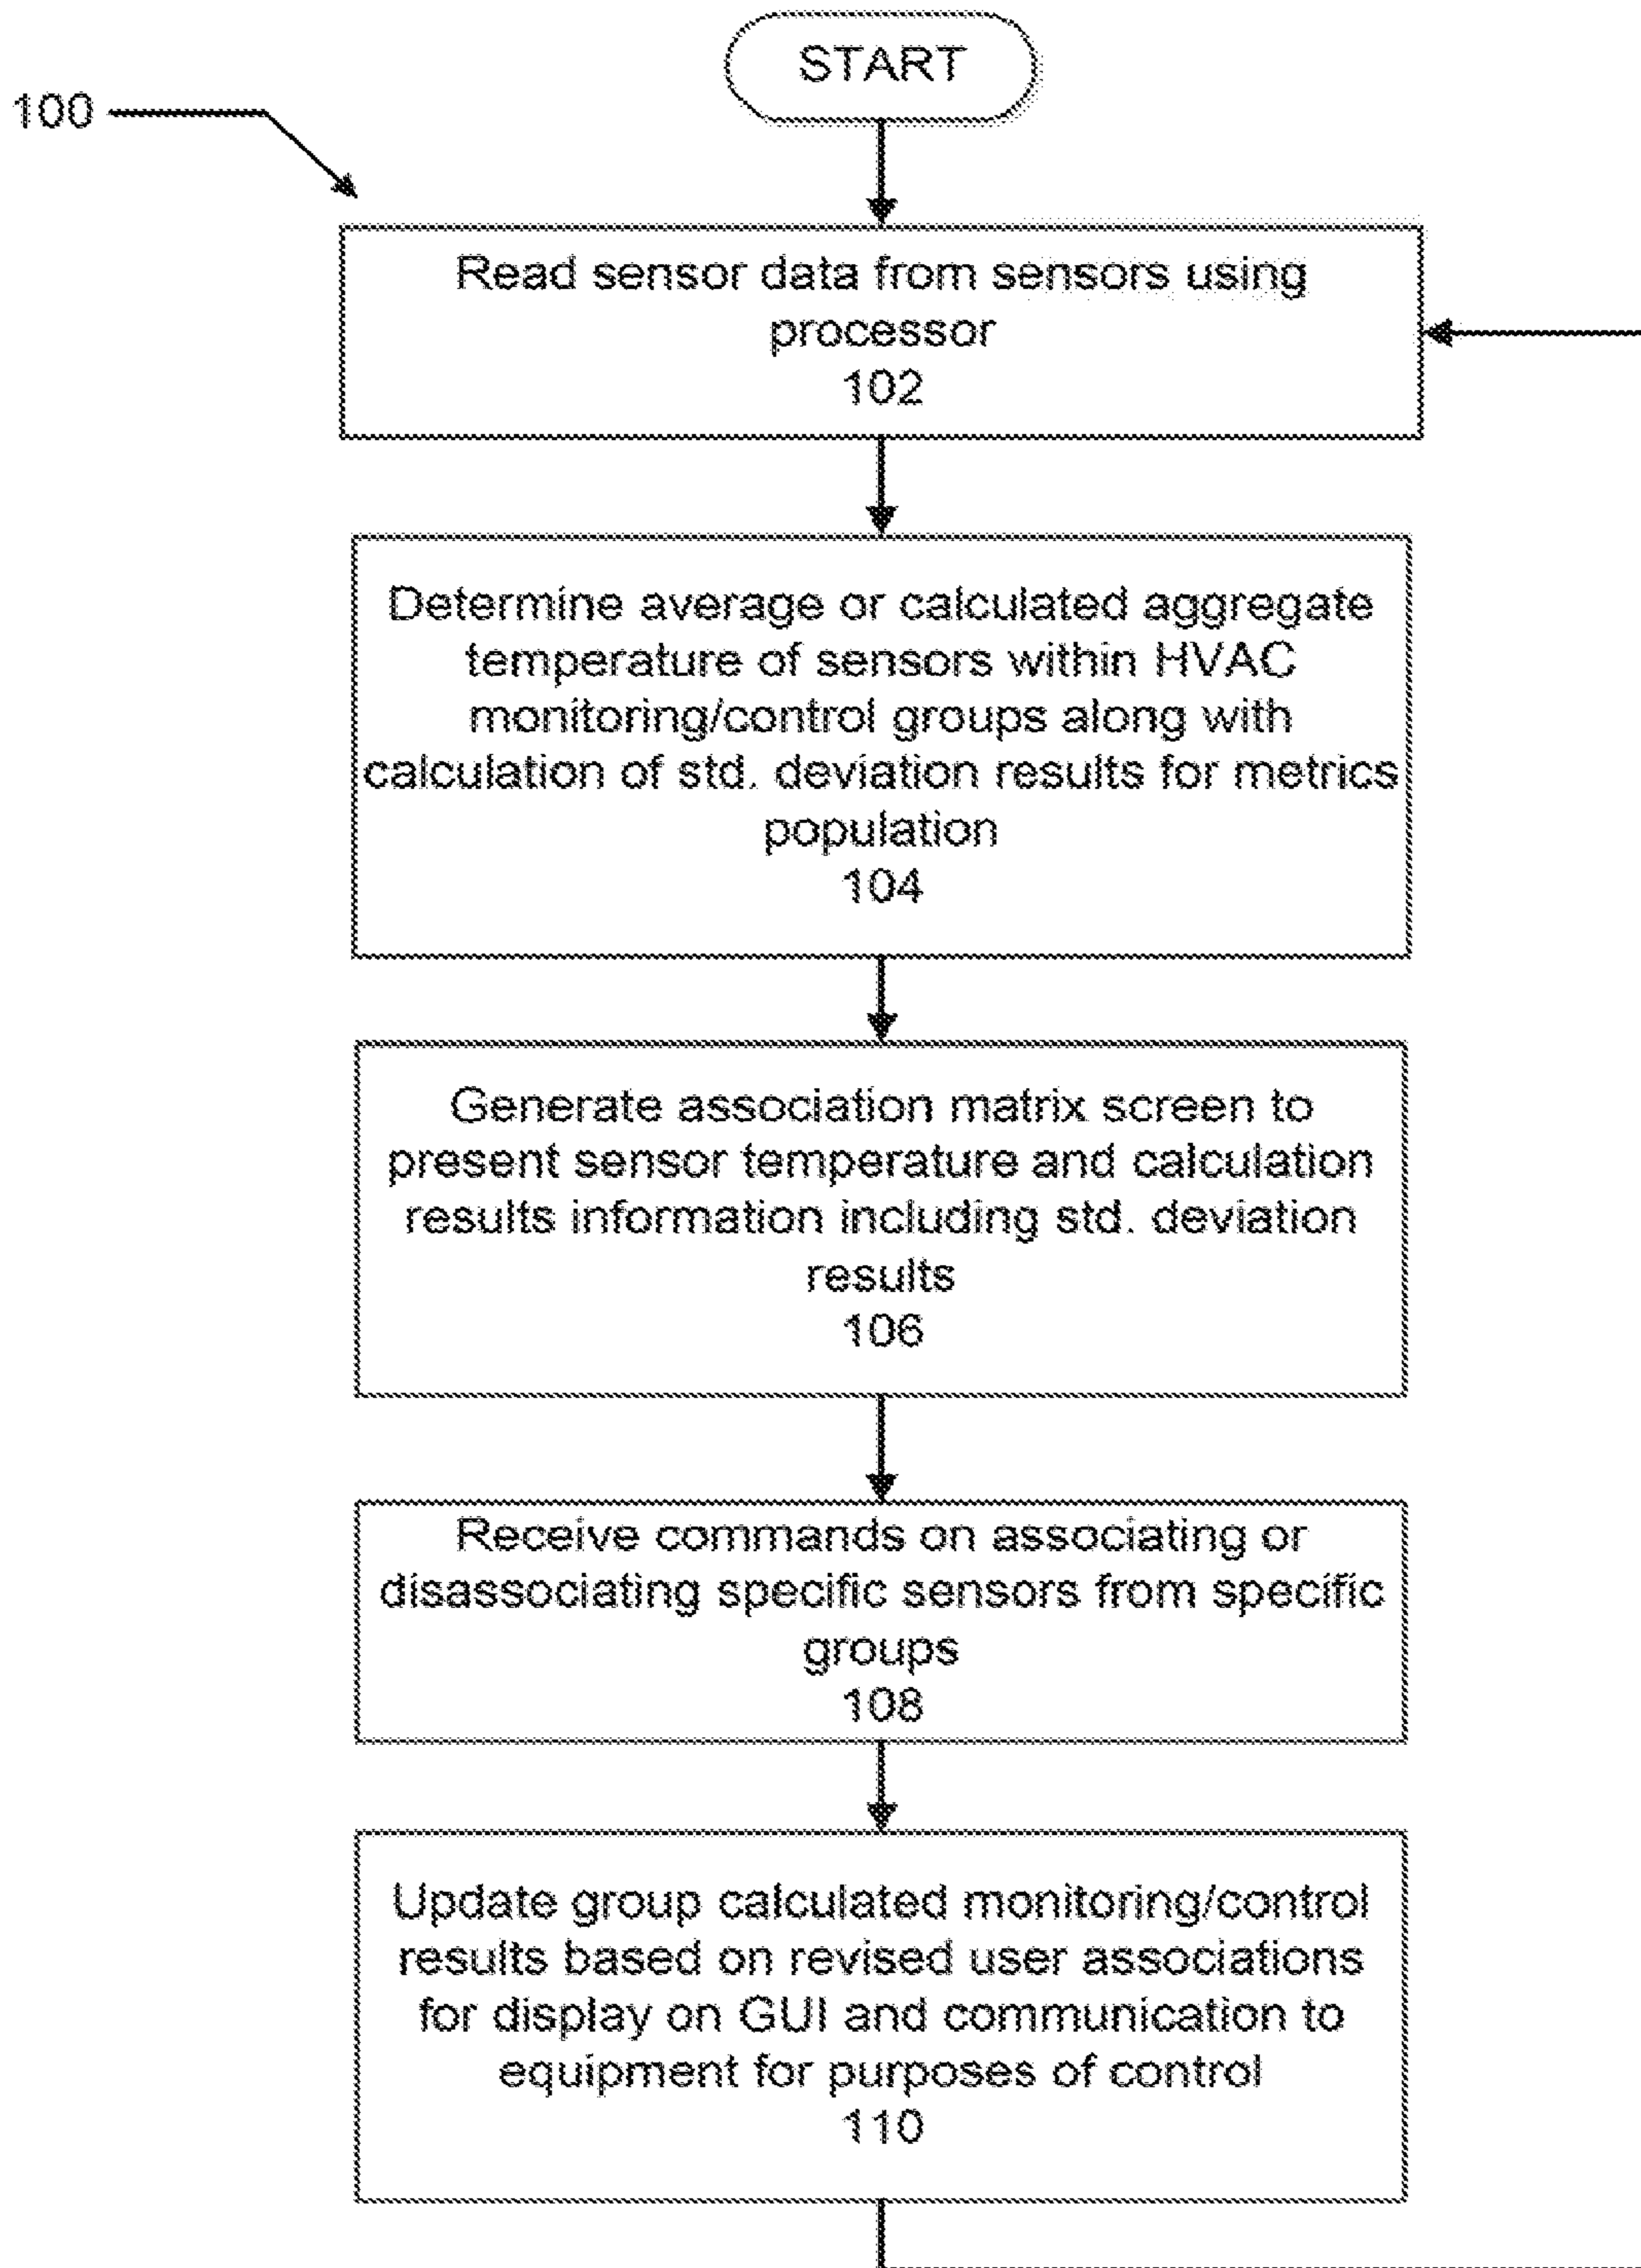 START
100
Read sensor data from sensors using
processor
102
Determine average or calculated aggregate
temperature of sensors within HVAC
monitoring/control groups along with
calculation of std. deviation results for metrics
population
104
Generate association matrix screen to
present sensor temperature and calculation
results information including std. deviation
results
106
Receive commands on associating or
disassociating specific sensors from specific
groups
108
Update group calculated monitoring/control
results based on revised user associations
for display on GUI and communication to
equipment for purposes of control
110